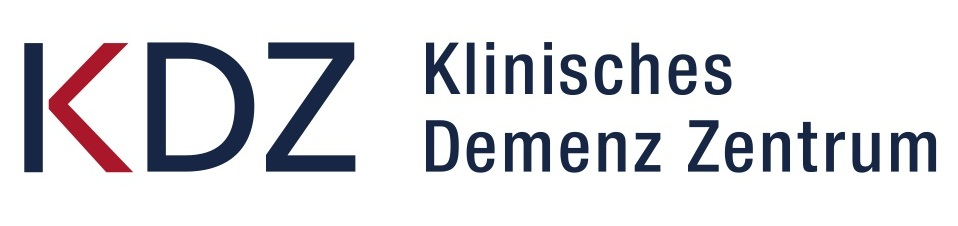 KDZ
Klinisches
Demenz Zentrum